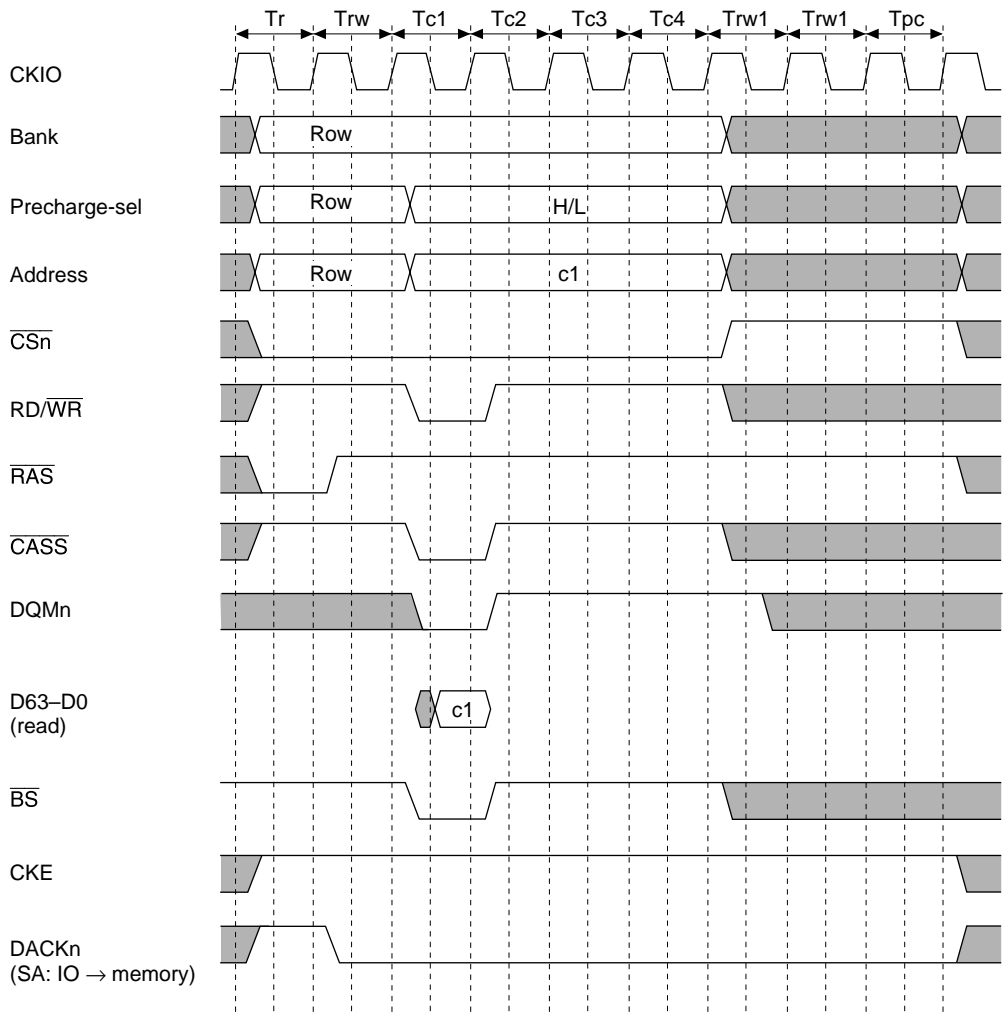 Tr Trw Tc1 Tc2 Tc3 Tc4 Trw1 Trw1 Tpc
CKIO
Bank Row
Precharge-sel Row H/L
Address Row c1
CSn
RD/WR
RAS
CASS
DQMn
D63–D0
(read) c1
BS
CKE
DACKn
(SA: IO → memory)